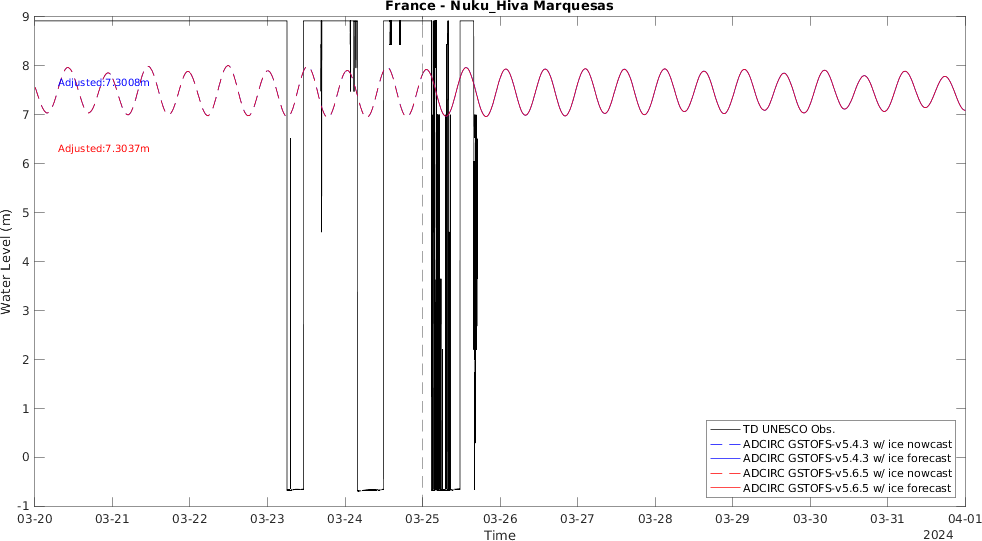 France - Nuku_Hiva Marquesas
9
8
7
6
5
4
3
2
1
0
-1
Water Level (m)
Adjusted:7.3008m
Adjusted:7.3037m
TD UNESCO Obs.
ADCIRC GSTOFS-v5.4.3 w/ ice nowcast
ADCIRC GSTOFS-v5.4.3 w/ ice forecast
ADCIRC GSTOFS-v5.6.5 w/ ice nowcast
ADCIRC GSTOFS-v5.6.5 w/ ice forecast
03-20 03-21 03-22 03-23 03-24 03-25 03-26 03-27 03-28 03-29 03-30 03-31 04-01
Time
2024